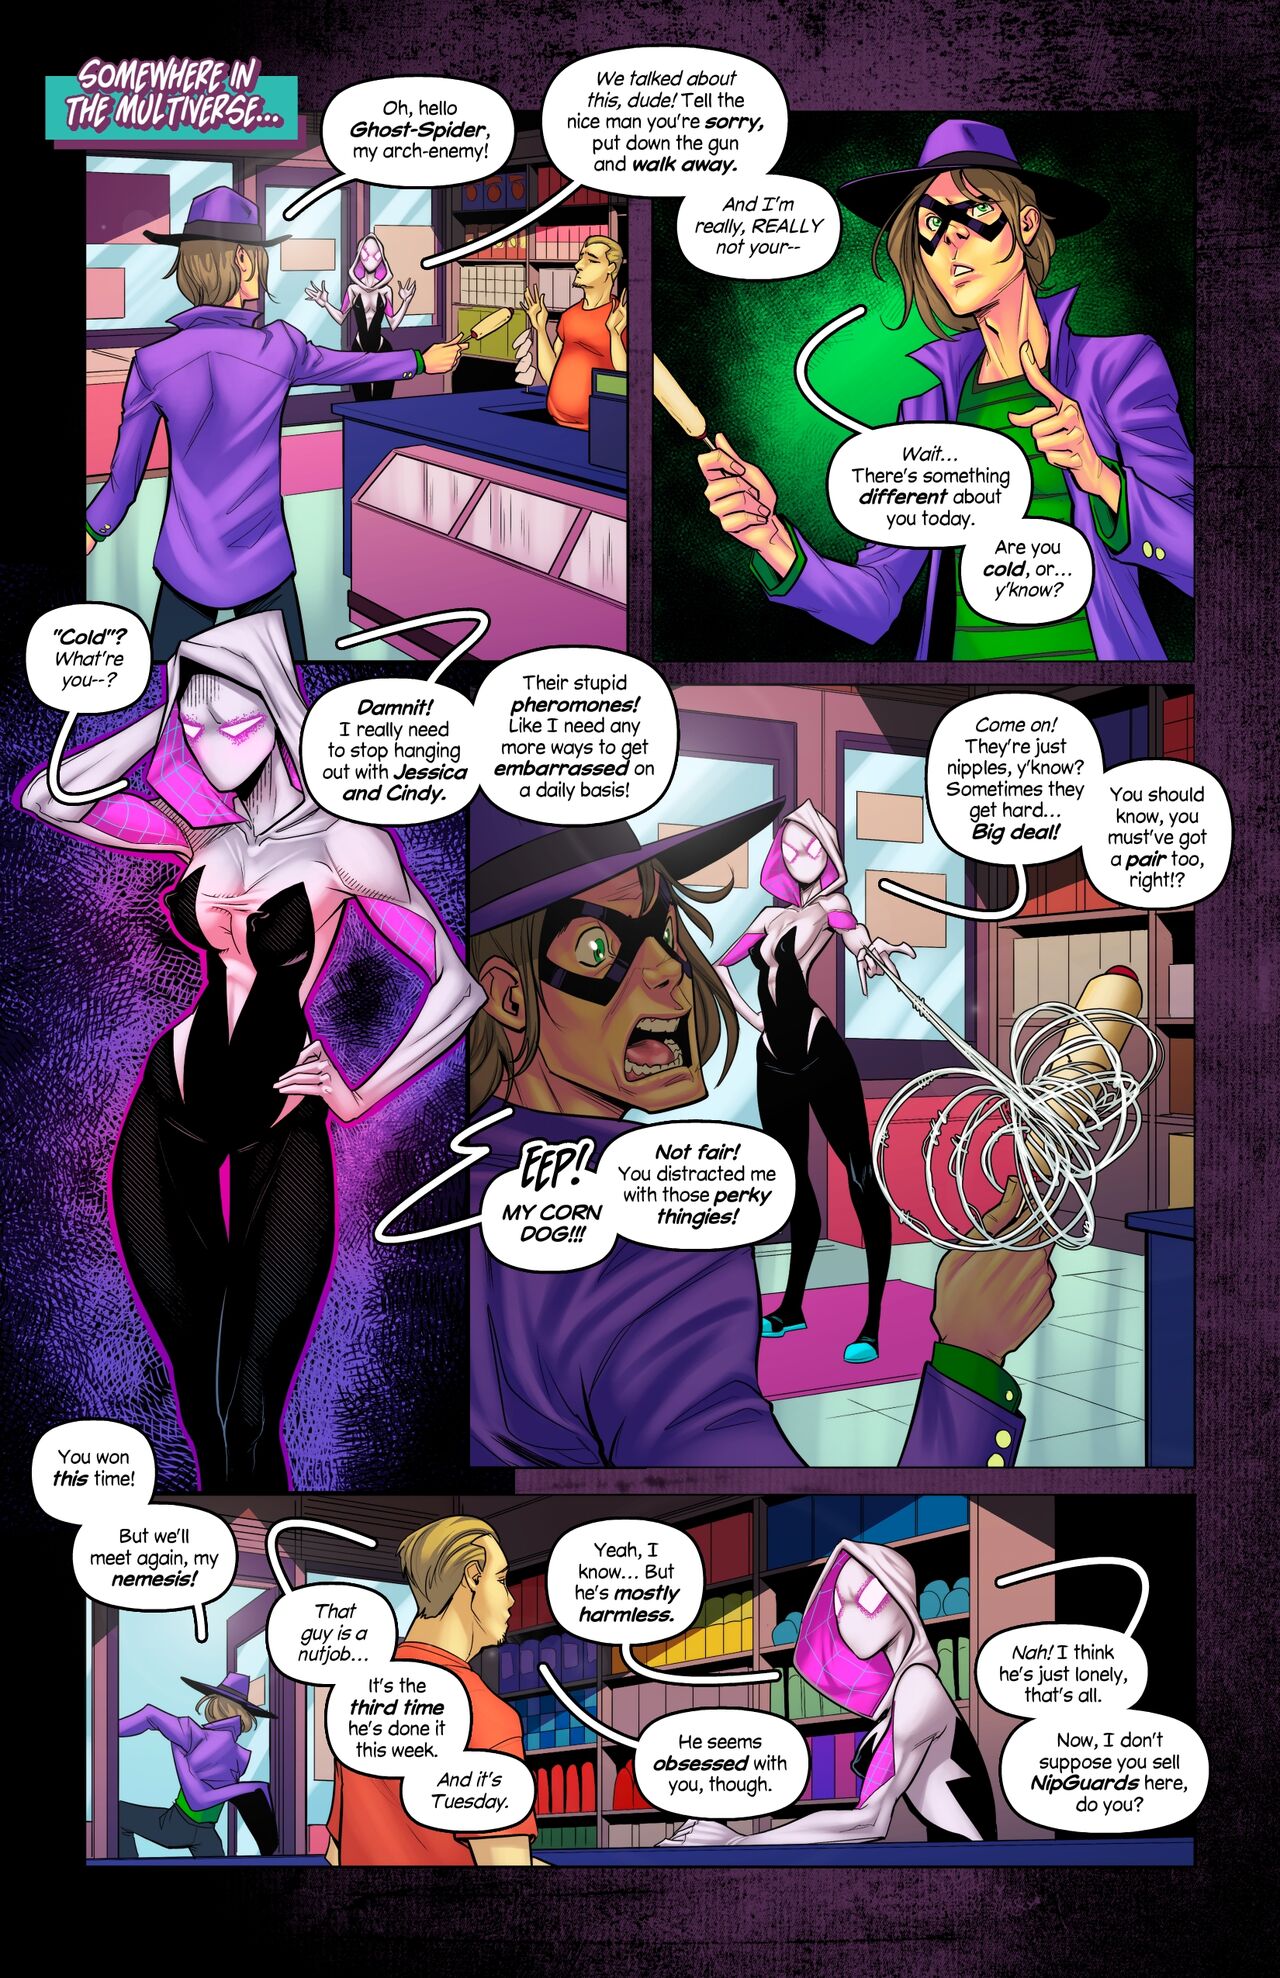 SOMEWHERE IN
THE MULTIVERSE...
Oh, hello
Ghost-Spider,
my arch-enemy!
We talked about
this, dude! Tell the
nice man you're sorry,
put down the gun
and walk away.
And I'm
really, REALLY
not your--
Wait...
There's something
different about
you today.
Are you
cold, or...
y'know?
"Cold"?
What're
you--?
Damnit!
I really need
to stop hanging
out with Jessica
and Cindy.
Their stupid
pheromones!
Like I need any
more ways to get
embarrassed on
a daily basis!
Come on!
They're just
nipples, y'know?
Sometimes they
get hard...
Big deal!
You should
know, you
must've got
a pair too,
right!?
EEP!
MY CORN
DOG!!!
Not fair!
You distracted me
with those perky
thingies!
You won
this time!
But we'll
meet again, my
nemesis!
That
guy is a
nutjob...
It's the
third time
he's done it
this week.
And it's
Tuesday.
Yeah, I
know... But
he's mostly
harmless.
He seems
obsessed with
you, though.
Nah! I think
he's just lonely,
that's all.
Now, I don't
suppose you sell
NipGuards here,
do you?